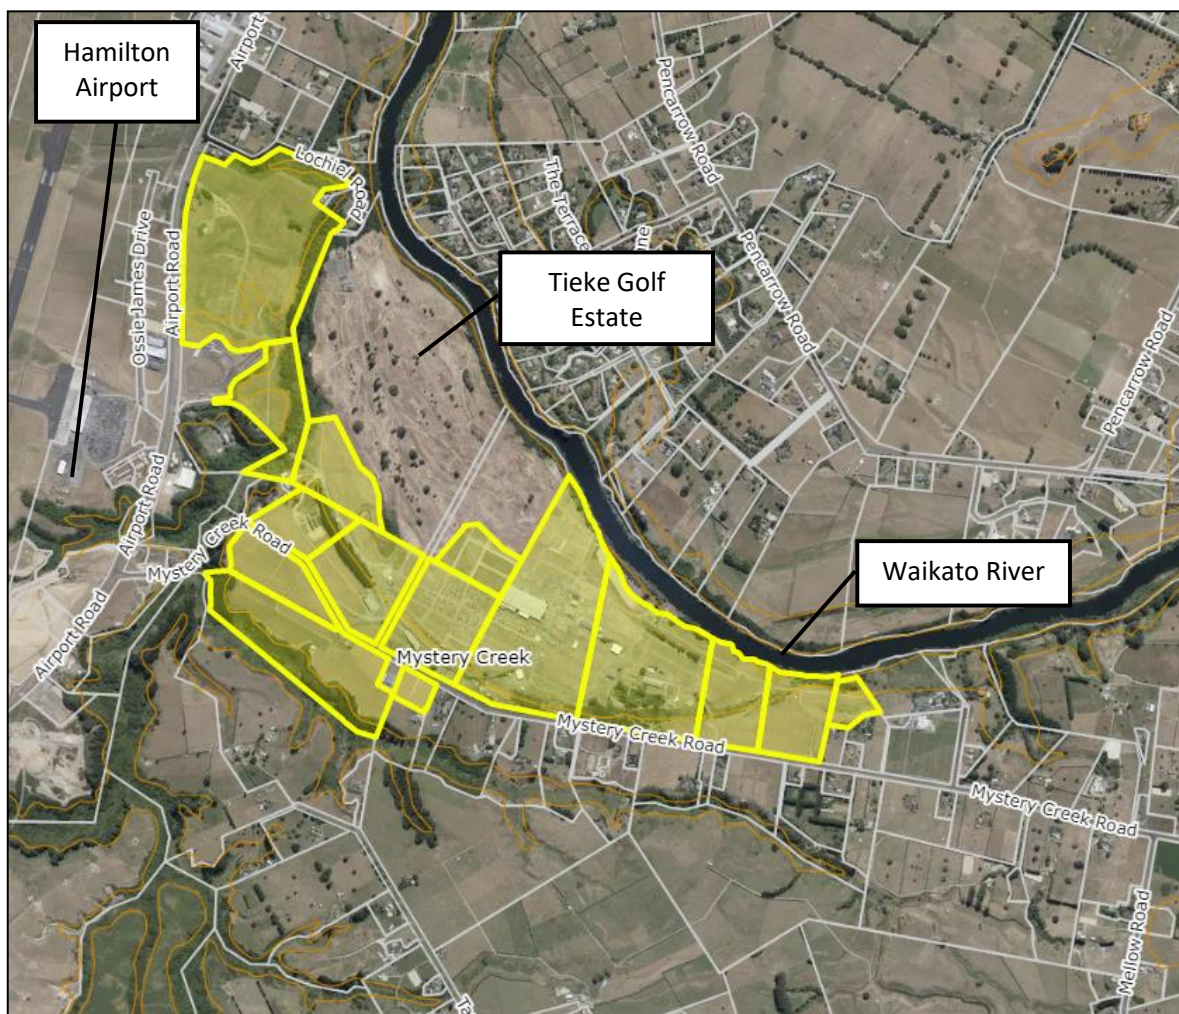 Hamilton
Airport
Airport
Lochiel Road
Pencarrow Road
The Terrace
ane
Ossie James Drive
Airport Road
Tieke Golf
Estate
Pencarrow Road
Pencarrow Road
Airport Road
Mystery Creek Road
Waikato River
Airport Road
Mystery Creek
Mystery Creek Road
Mystery Creek Road
Mellow Road
Ta